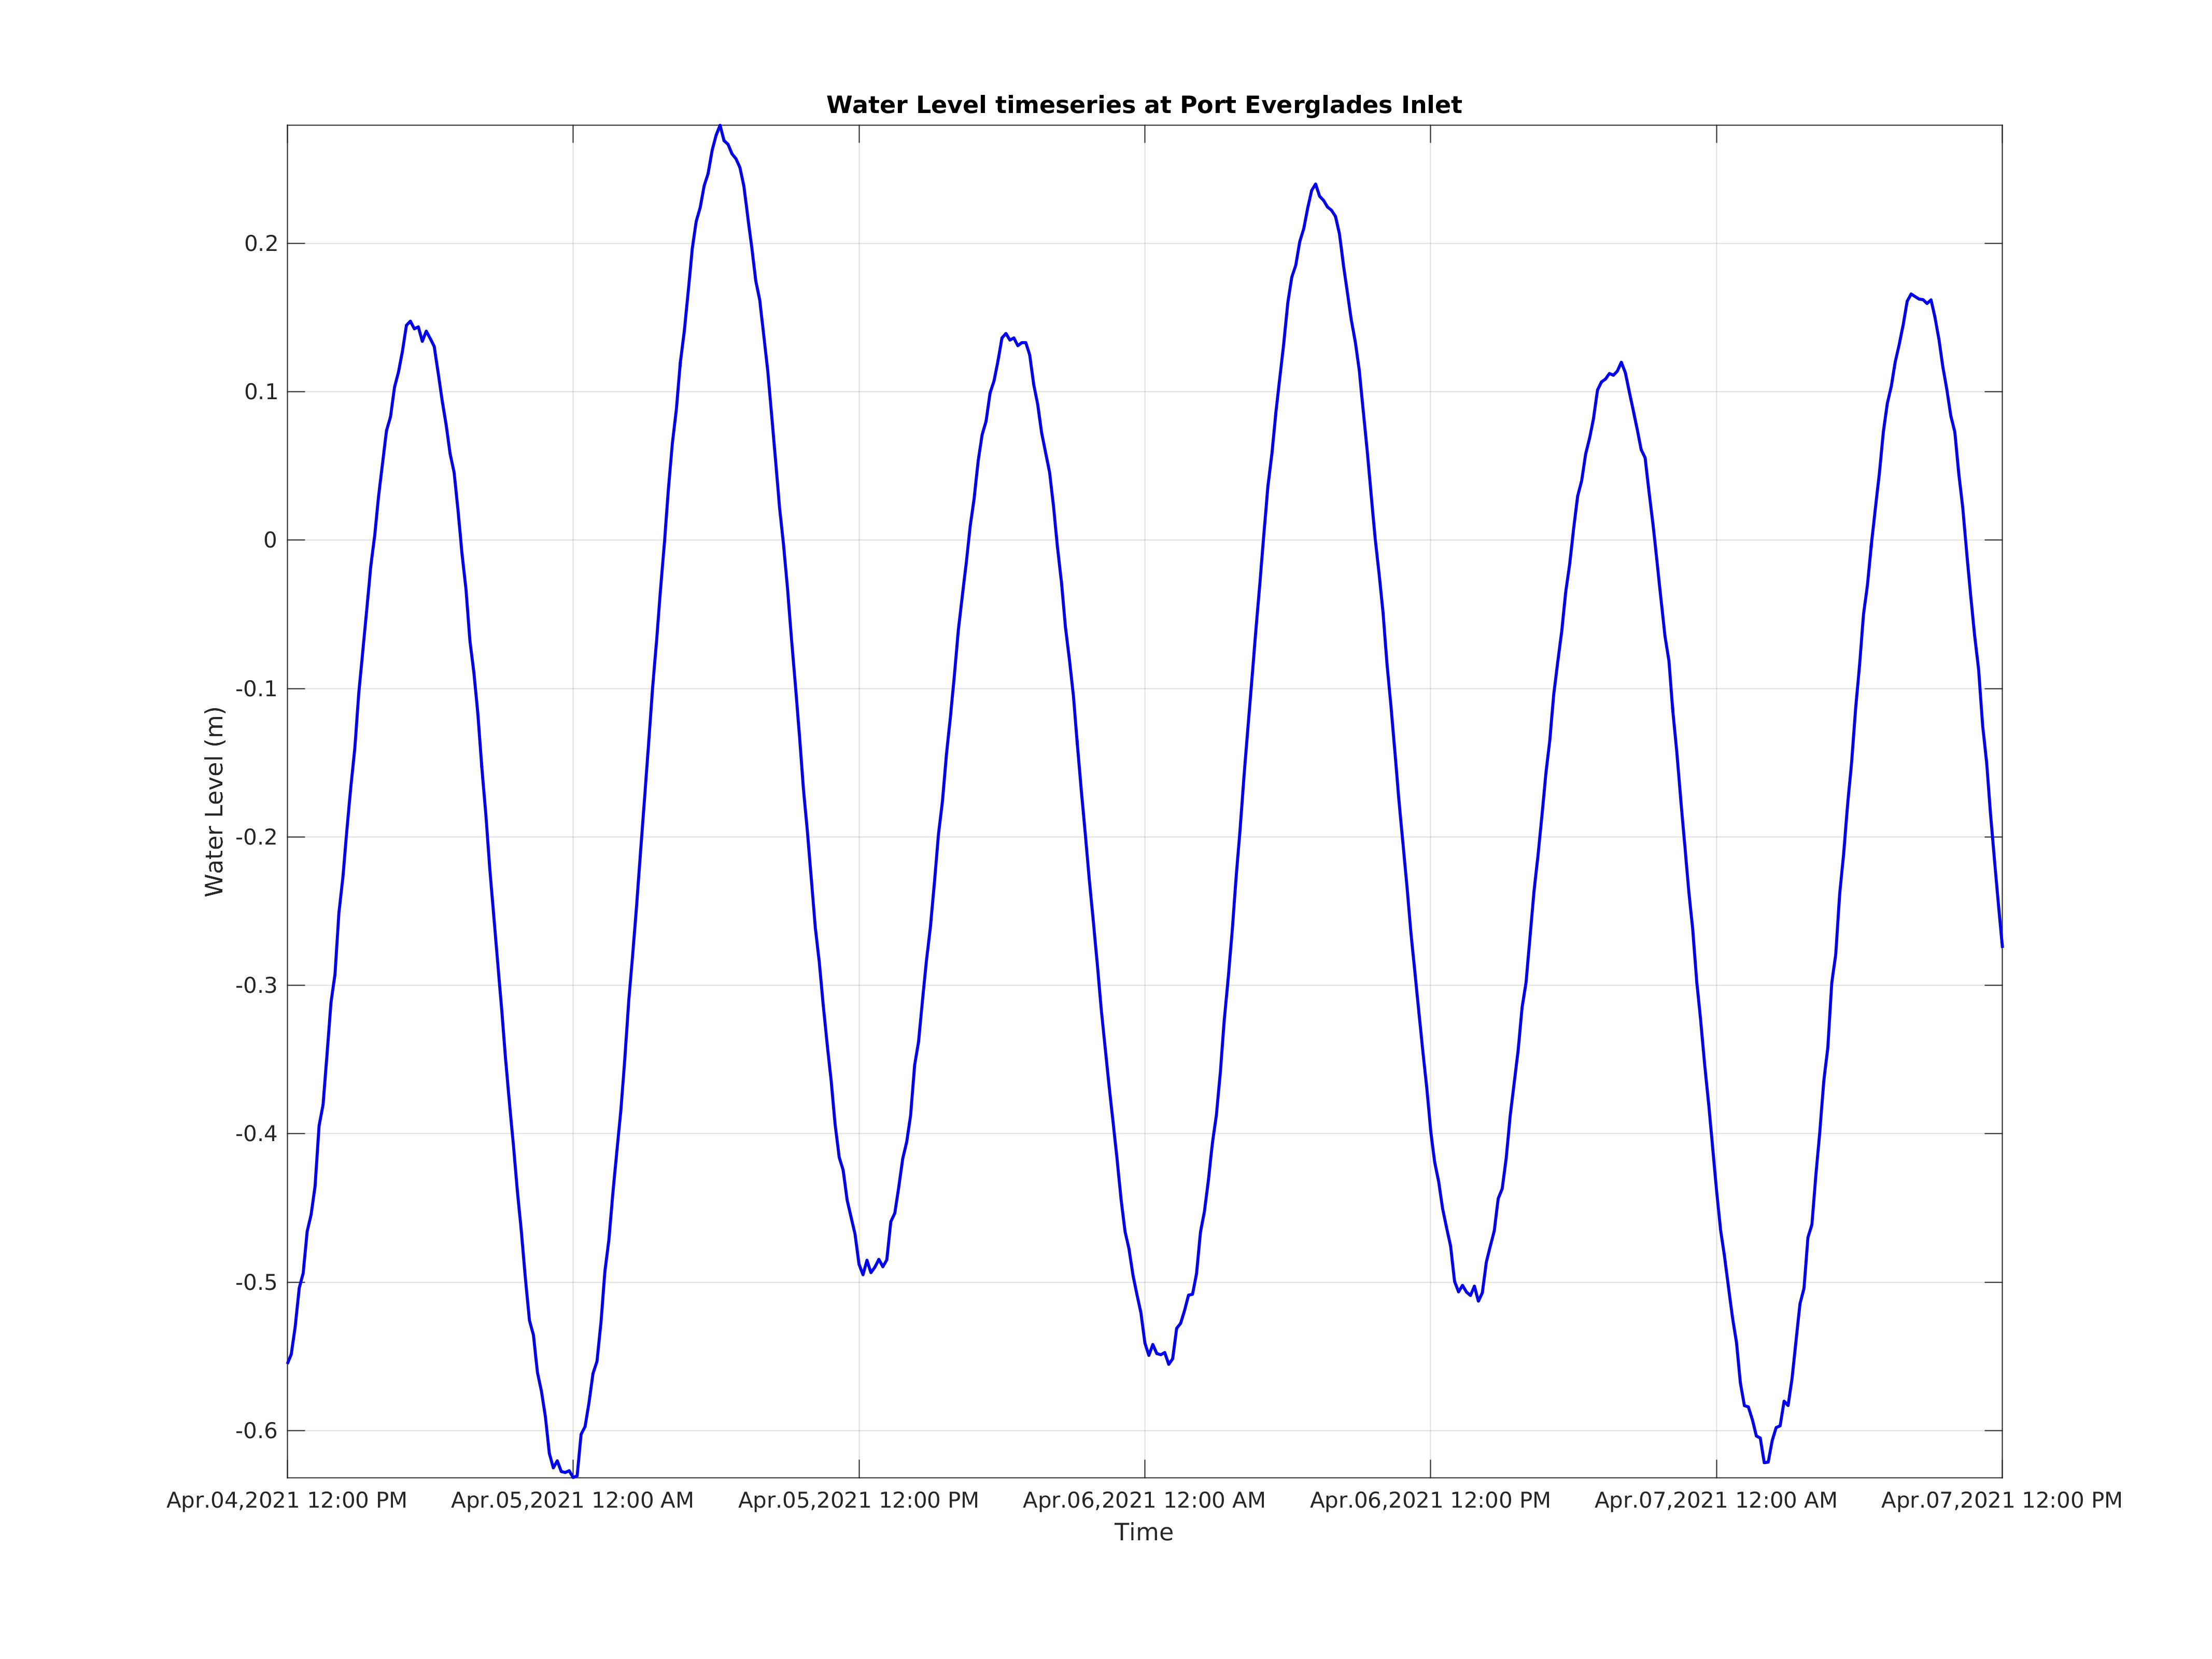 Water Level timeseries at Port Everglades Inlet
0.2
0.1
0
-0.1
-0.2
-0.3
-0.4
-0.5
-0.6
Water Level (m)
Apr.04,2021 12:00 PM Apr.05,2021 12:00 AM Apr.05,2021 12:00 PM Apr.06,2021 12:00 AM Apr.06,2021 12:00 PM Apr.07,2021 12:00 AM Apr.07,2021 12:00 PM
Time